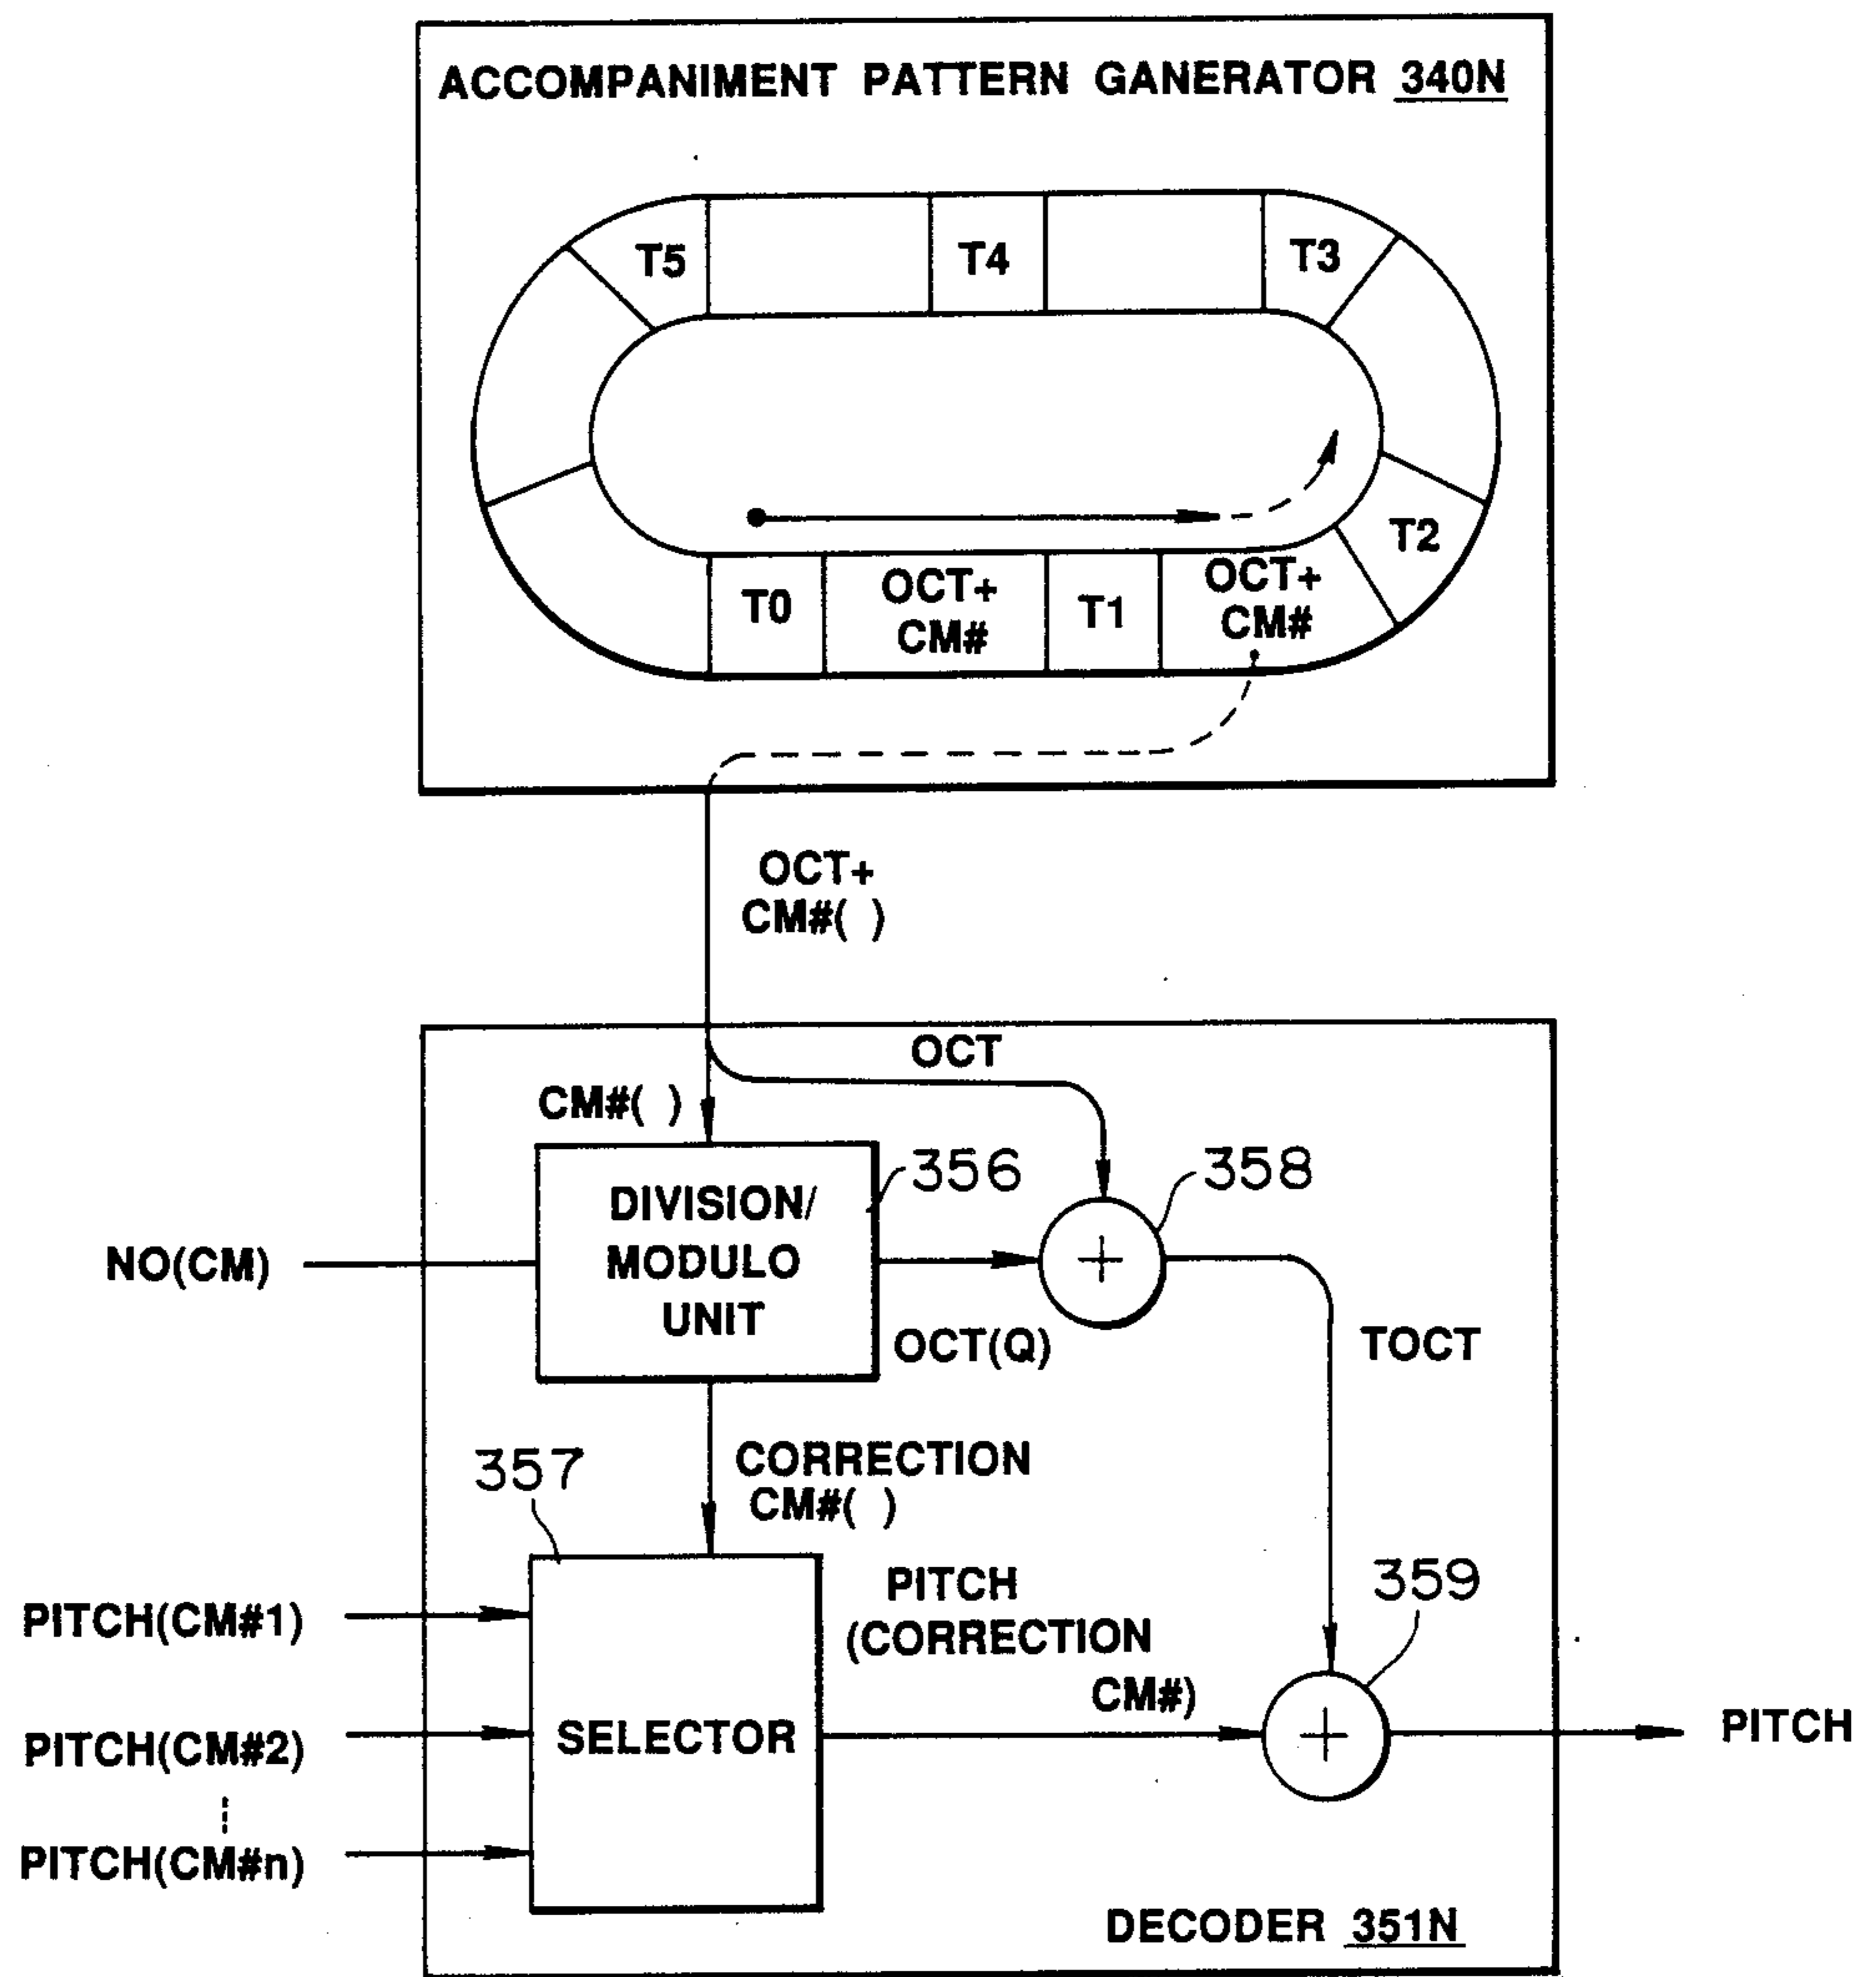 ACCOMPANIMENT PATTERN GANERATOR 340N
T5
T4
T3
T2
T0
OCT+
CM#
T1
OCT+
CM#
OCT+
CM#( )
OCT
CM#( )
356
358
DIVISION/
MODULO
UNIT
NO(CM)
OCT(Q)
TOCT
357
CORRECTION
CM#( )
PITCH
(CORRECTION
CM#)
359
PITCH(CM#1)
PITCH(CM#2)
PITCH(CM#n)
SELECTOR
PITCH
DECODER 351N